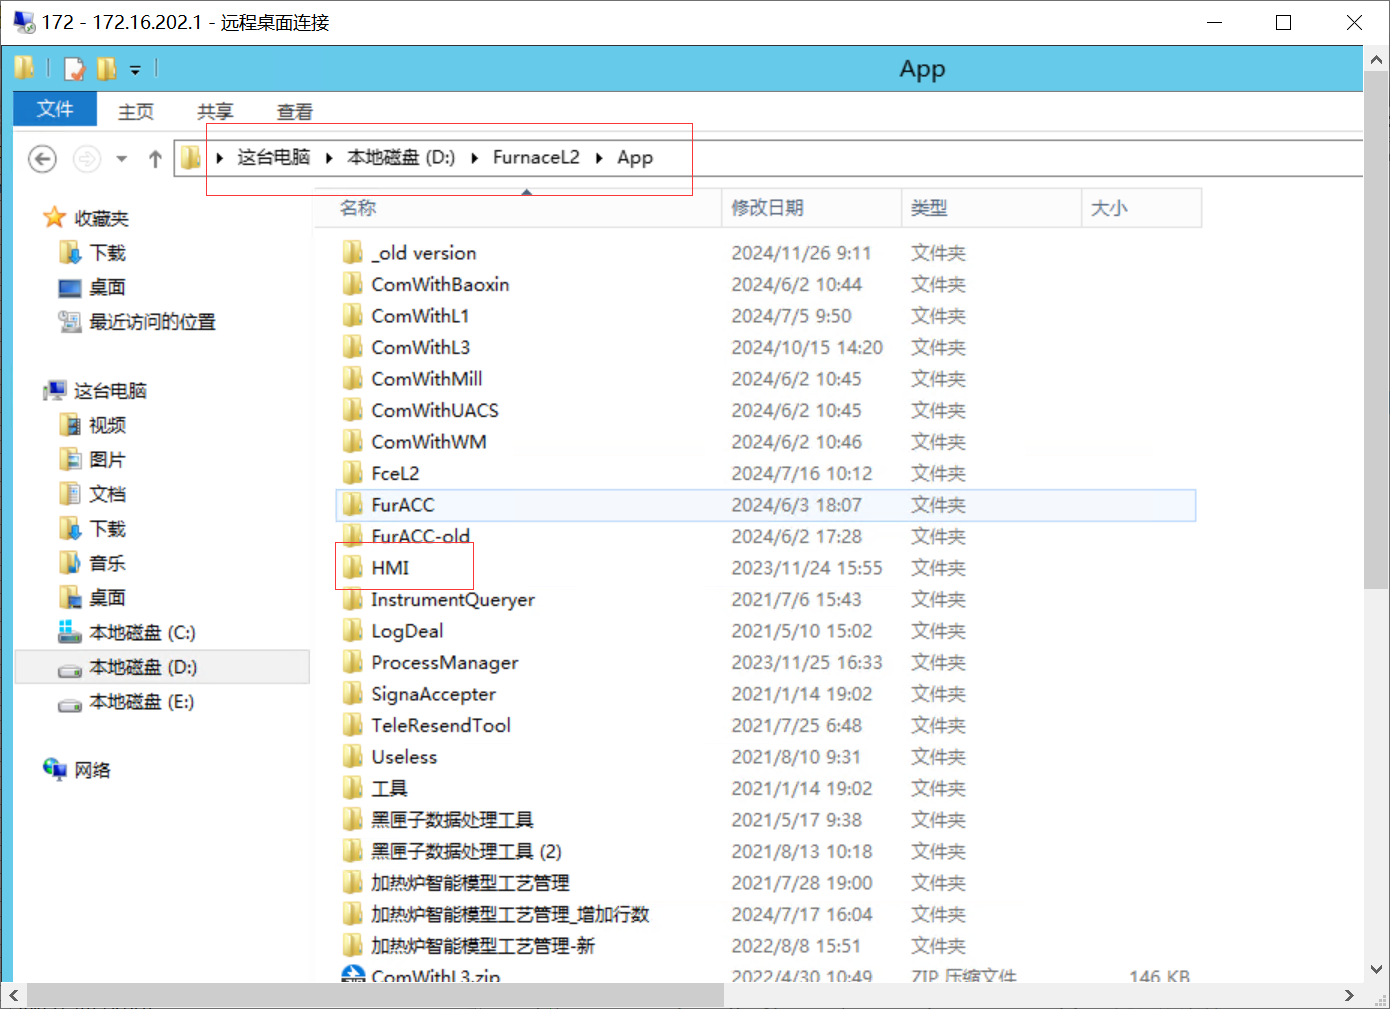 172 - 172.16.202.1 - 远程桌面连接
App
文件 主页 共享 查看
这台电脑 本地磁盘 (D:) FurnaceL2 App
名称 修改日期 类型 大小
收藏夹
下载
桌面
最近访问的位置
这台电脑
视频
图片
文档
下载
音乐
桌面
本地磁盘 (C:)
本地磁盘 (D:)
本地磁盘 (E:)
网络
_old version 2024/11/26 9:11 文件夹
ComWithBaoxin 2024/6/2 10:44 文件夹
ComWithL1 2024/7/5 9:50 文件夹
ComWithL3 2024/10/15 14:20 文件夹
ComWithMill 2024/6/2 10:45 文件夹
ComWithUACS 2024/6/2 10:45 文件夹
ComWithWM 2024/6/2 10:46 文件夹
FceL2 2024/7/16 10:12 文件夹
FurACC 2024/6/3 18:07 文件夹
FurACC-old 2024/6/2 17:28 文件夹
HMI 2023/11/24 15:55 文件夹
InstrumentQueryer 2021/7/6 15:43 文件夹
LogDeal 2021/5/10 15:02 文件夹
ProcessManager 2023/11/25 16:33 文件夹
SignaAccepter 2021/1/14 19:02 文件夹
TeleResendTool 2021/7/25 6:48 文件夹
Useless 2021/8/10 9:31 文件夹
工具 2021/1/14 19:02 文件夹
黑匣子数据处理工具 2021/5/17 9:38 文件夹
黑匣子数据处理工具 (2) 2021/8/13 10:18 文件夹
加热炉智能模型工艺管理 2021/7/28 19:00 文件夹
加热炉智能模型工艺管理_增加行数 2024/7/17 16:04 文件夹
加热炉智能模型工艺管理-新 2022/8/8 15:51 文件夹
ComWithL3.zip 2022/4/30 10:49 ZIP 压缩文件 146 KB